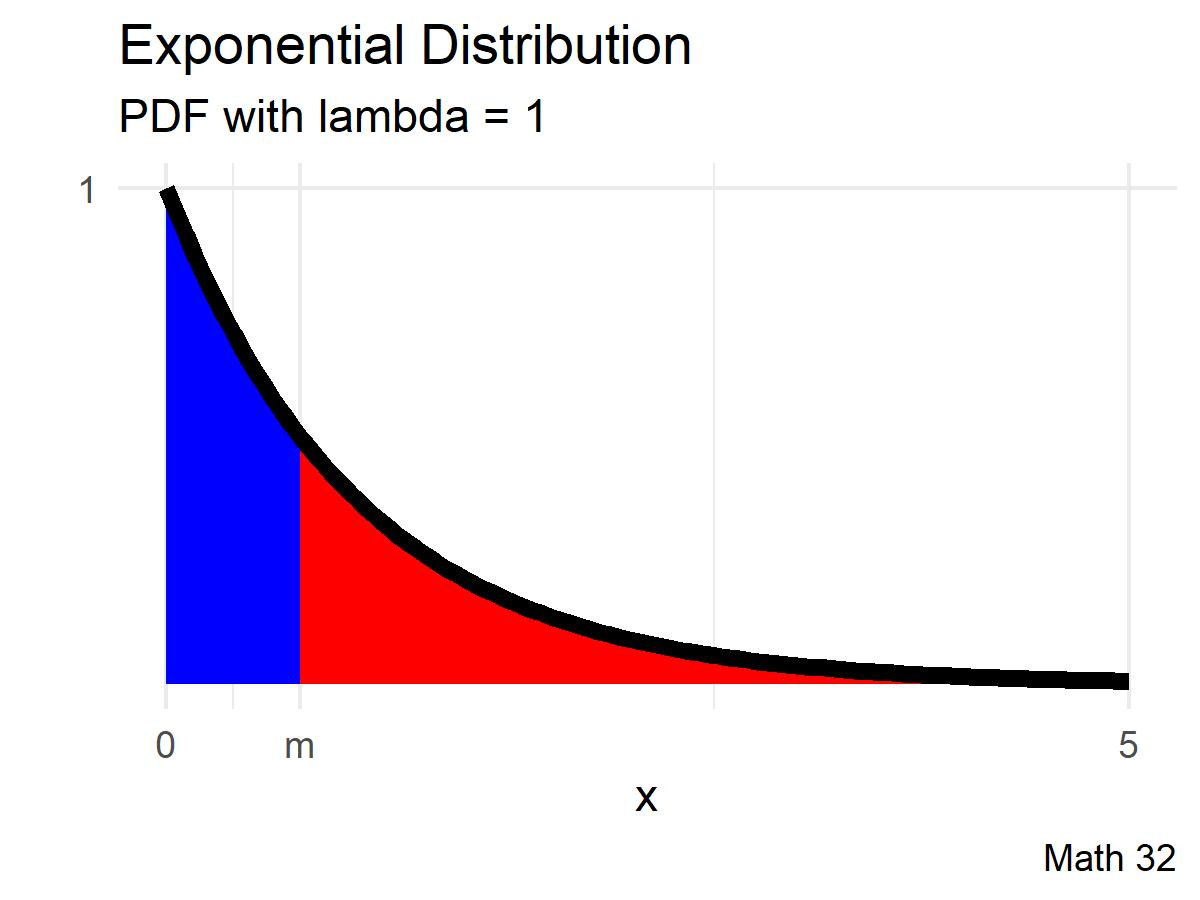 Exponential Distribution
PDF with lambda = 1
1
0 m 5
x
Math 32